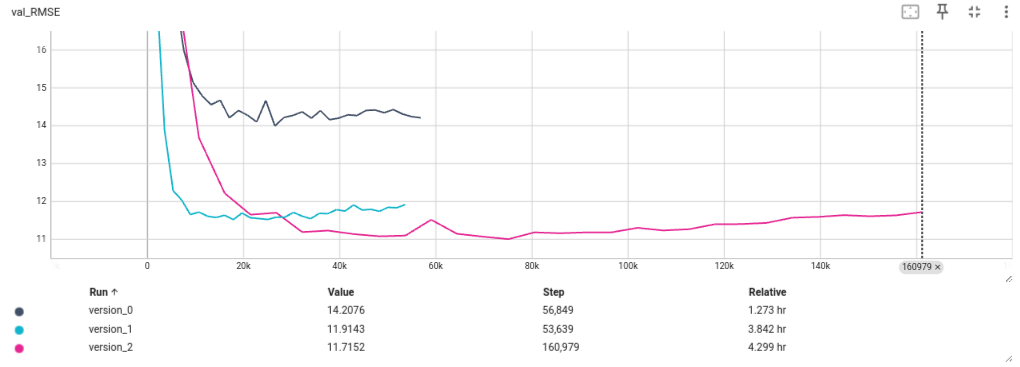 val_RMSE
16
15
14
13
12
11
0 20k 40k 60k 80k 100k 120k 140k 160979 ×
Run ↑ Value Step Relative
version_0 14.2076 56,849 1.273 hr
version_1 11.9143 53,639 3.842 hr
version_2 11.7152 160,979 4.299 hr